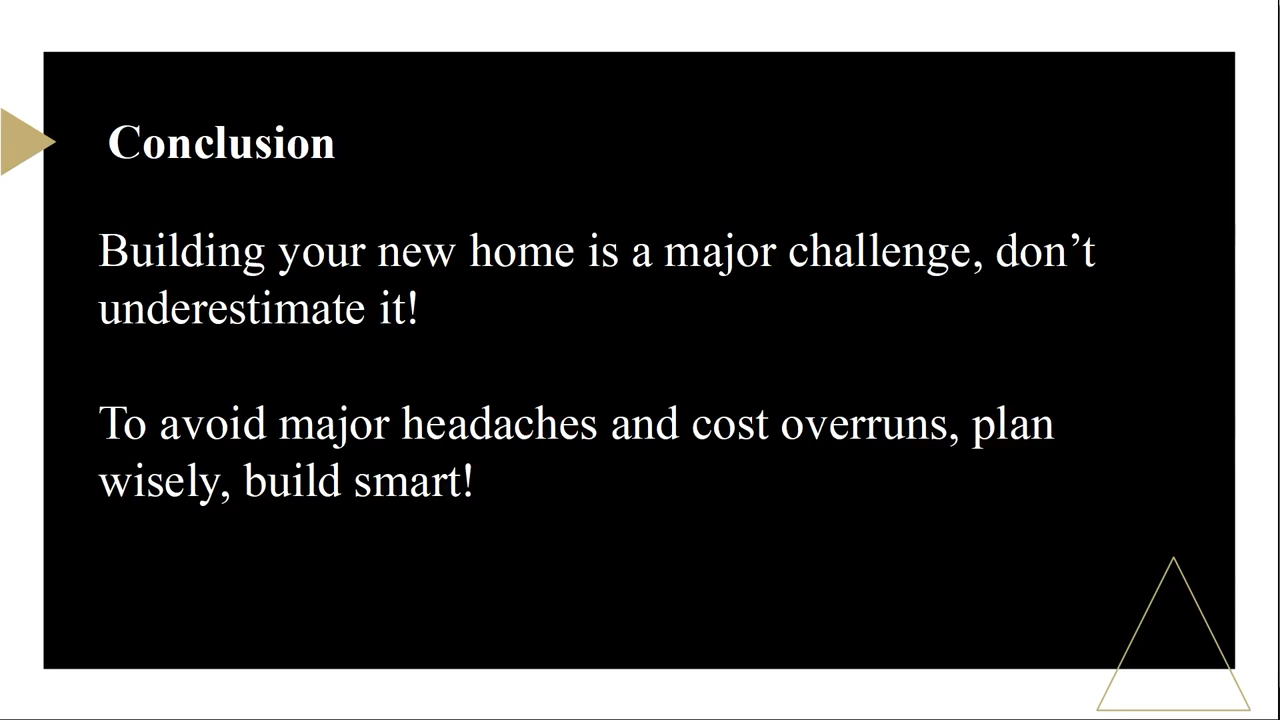 Conclusion
Building your new home is a major challenge, don’t
underestimate it!
To avoid major headaches and cost overruns, plan
wisely, build smart!